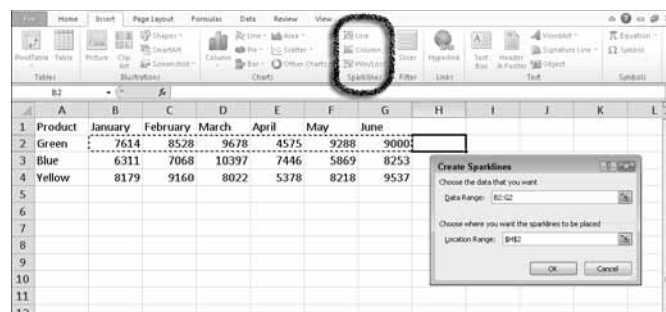 File Home Insert Page Layout Formulas Data Review View
PivotTable Table Picture Clip Art Shapes SmartArt Screenshot Column Line Pie Bar Area Scatter Other Charts Line Column Win/Loss Slicer Hyperlink Text Box Header & Footer WordArt Signature Line Object Equation Symbol
Tables Illustrations Charts Sparklines Filter Links Text Symbols
B2 fx
A B C D E F G H I J K L
1 Product January February March April May June
2 Green 7614 8528 9678 4575 9288 9000
3 Blue 6311 7068 10397 7446 5869 8253
4 Yellow 8179 9160 8022 5378 8218 9537
5
6
7
8
9
10
11
12
Create Sparklines
Choose the data that you want
Data Range: B2:G2
Choose where you want the sparklines to be placed
Location Range: $H$2
OK Cancel